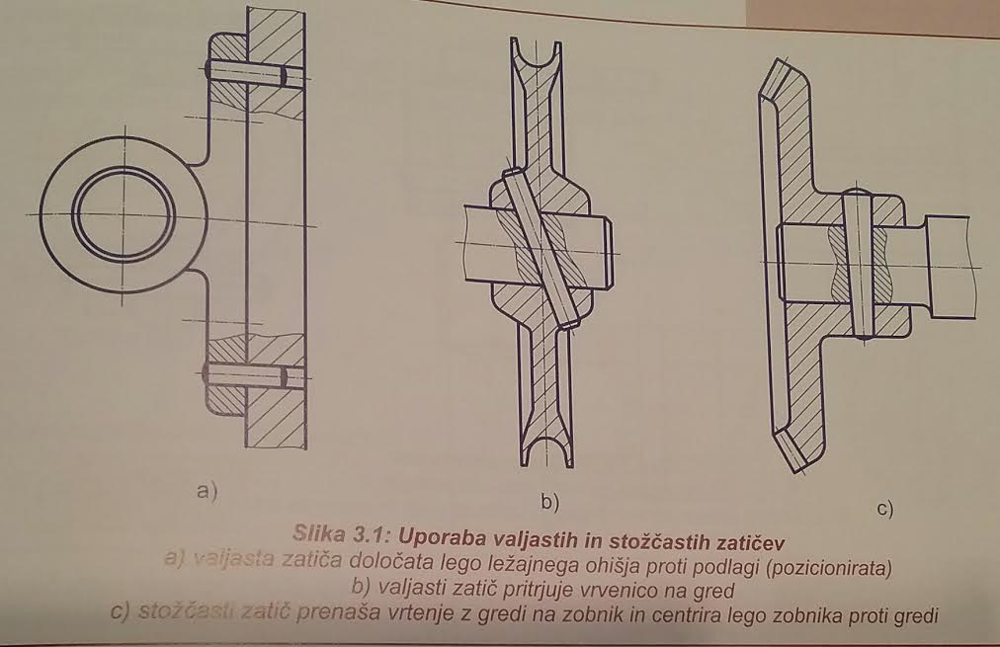 a)
b)
c)
Slika 3.1: Uporaba valjastih in stožčastih zatičev
a) valjasta zatiča določata lego ležajnega ohišja proti podlagi (pozicionirata)
b) valjasti zatič pritrjuje vrvenico na gred
c) stožčasti zatič prenaša vrtenje z gredi na zobnik in centrira lego zobnika proti gredi